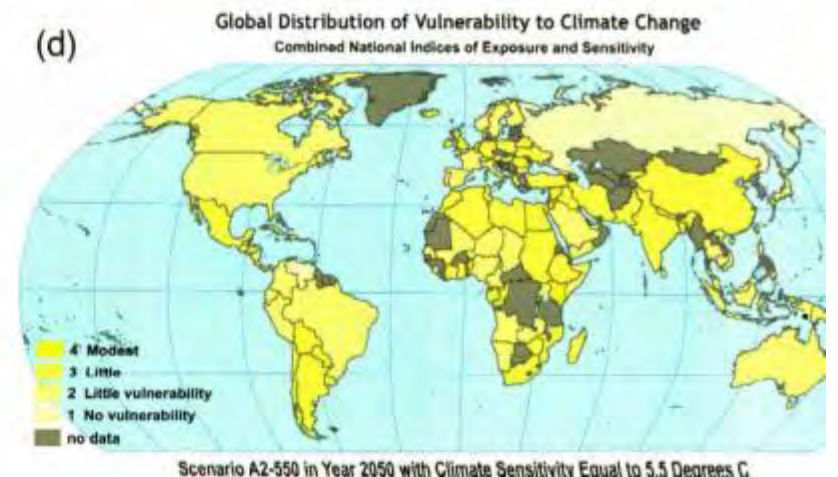 Global Distribution of Vulnerability to Climate Change
(d)
Combined National Indices of Exposure and Sensitivity
4 Modest
3 Little
2 Little vulnerability
1 No vulnerability
no data
Scenario A2-550 in Year 2050 with Climate Sensitivity Equal to 5.5 Degrees C